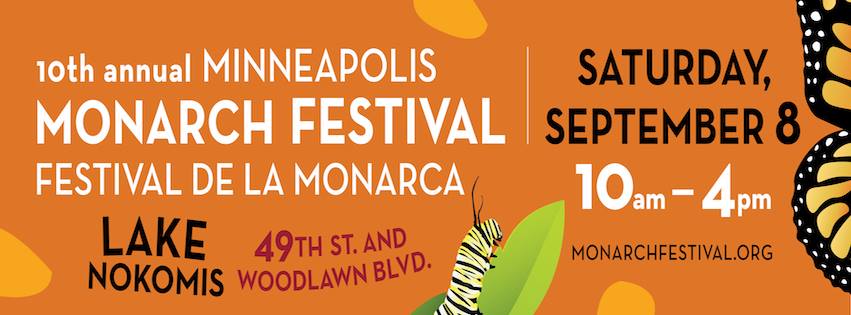 10th annual MINNEAPOLIS
MONARCH FESTIVAL
FESTIVAL DE LA MONARCA
LAKE
NOKOMIS
49TH ST. AND
WOODLAWN BLVD.
SATURDAY,
SEPTEMBER 8
10am – 4pm
MONARCHFESTIVAL.ORG